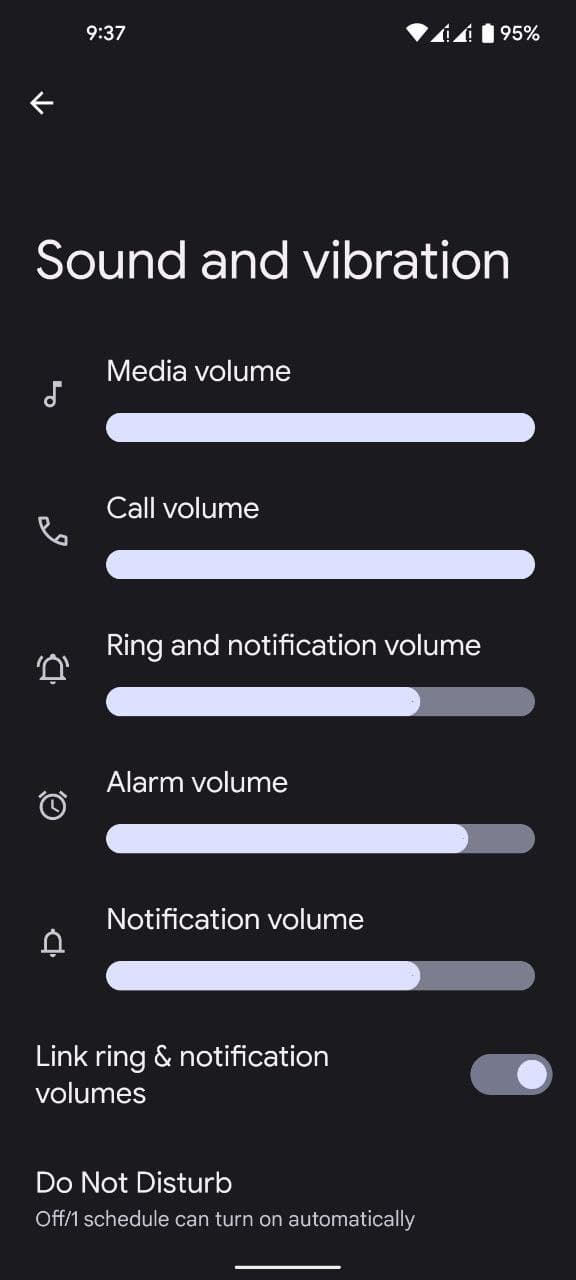 9:37
95%
Sound and vibration
Media volume
Call volume
Ring and notification volume
Alarm volume
Notification volume
Link ring & notification
volumes
Do Not Disturb
Off/1 schedule can turn on automatically